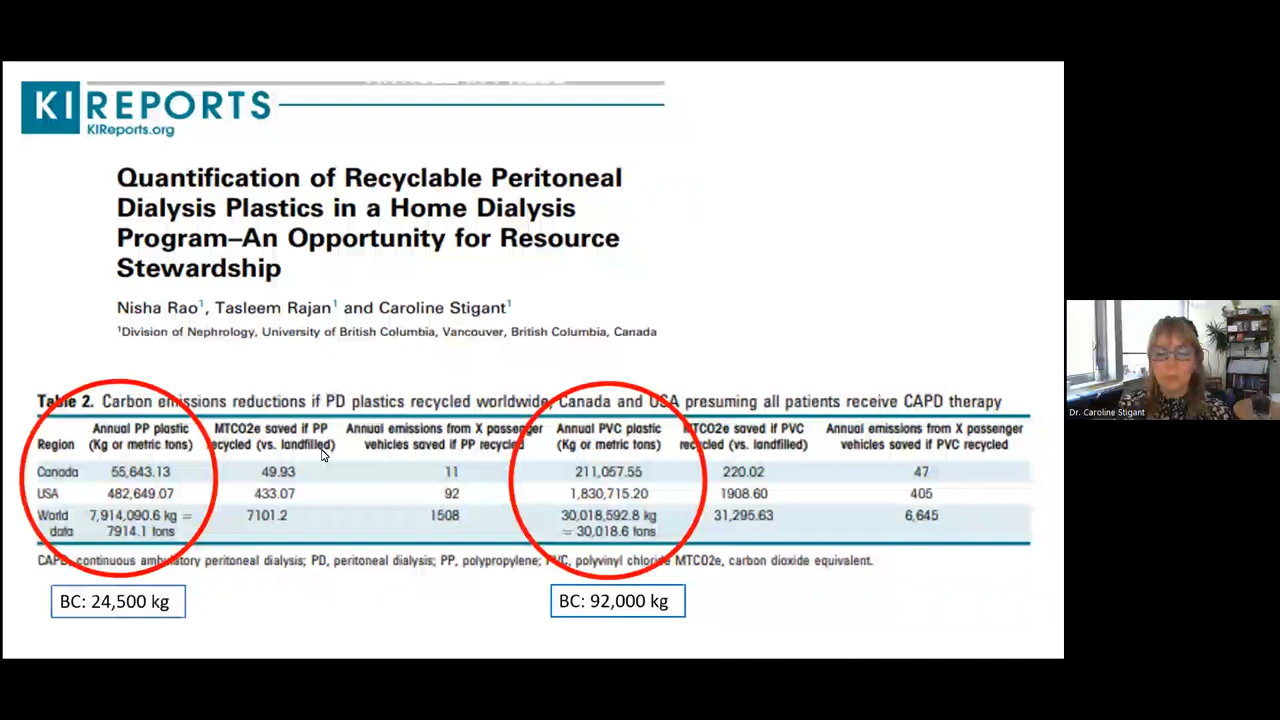 KI REPORTS
KIReports.org
Quantification of Recyclable Peritoneal
Dialysis Plastics in a Home Dialysis
Program–An Opportunity for Resource
Stewardship
Nisha Rao1, Tasleem Rajan1 and Caroline Stigant1
1Division of Nephrology, University of British Columbia, Vancouver, British Columbia, Canada
Table 2. Carbon emissions reductions if PD plastics recycled worldwide, Canada and USA presuming all patients receive CAPD therapy
Annual PP plastic MTCO2e saved if PP Annual emissions from X passenger Annual PVC plastic MTCO2e saved if PVC Annual emissions from X passenger
Region (Kg or metric tons) recycled (vs. landfilled) vehicles saved if PP recycled (Kg or metric tons) recycled (vs. landfilled) vehicles saved if PVC recycled
Canada 55,643.13 49.93 11 211,057.55 220.02 47
USA 482,649.07 433.07 92 1,830,715.20 1908.60 405
World 7,914,090.6 kg = 7101.2 1508 30,018,592.8 kg 31,295.63 6,645
data 7914.1 tons = 30,018.6 tons
CAPD, continuous ambulatory peritoneal dialysis; PD, peritoneal dialysis; PP, polypropylene; PVC, polyvinyl chloride MTCO2e, carbon dioxide equivalent.
BC: 24,500 kg
BC: 92,000 kg
Dr. Caroline Stigant